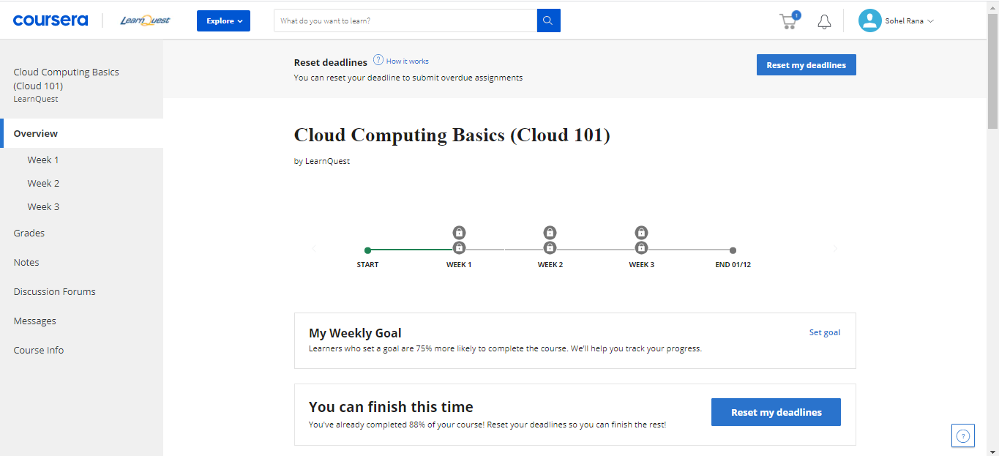 coursera
LearnQuest
Explore
What do you want to learn?
1
Sohel Rana
Cloud Computing Basics
(Cloud 101)
LearnQuest
Overview
Week 1
Week 2
Week 3
Grades
Notes
Discussion Forums
Messages
Course Info
Reset deadlines ? How it works
You can reset your deadline to submit overdue assignments
Reset my deadlines
Cloud Computing Basics (Cloud 101)
by LearnQuest
START WEEK 1 WEEK 2 WEEK 3 END 01/12
My Weekly Goal
Set goal
Learners who set a goal are 75% more likely to complete the course. We'll help you track your progress.
You can finish this time
You've already completed 88% of your course! Reset your deadlines so you can finish the rest!
Reset my deadlines
?